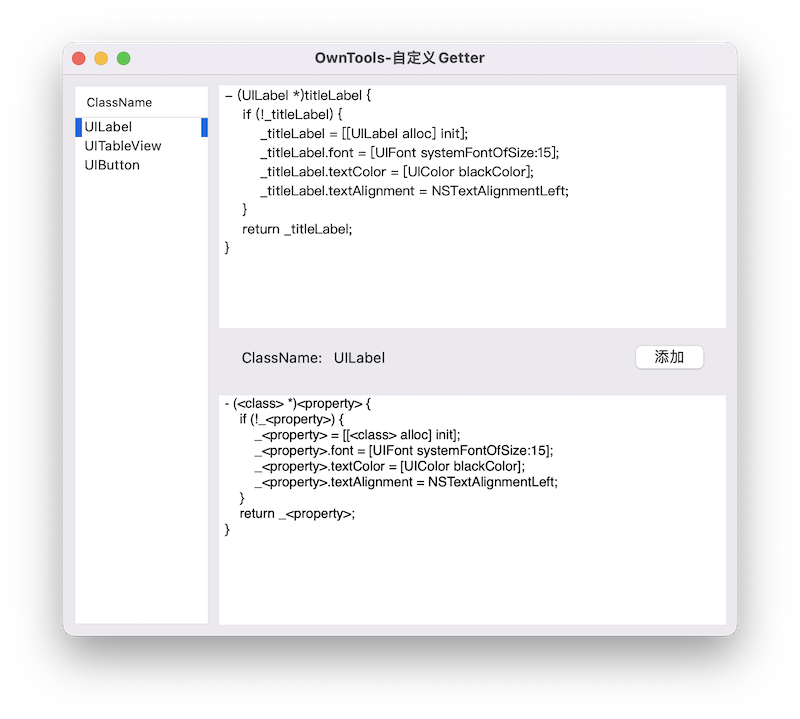 OwnTools-自定义 Getter
ClassName
UILabel
UITableView
UIButton
– (UILabel *)titleLabel {
if (!_titleLabel) {
_titleLabel = [[UILabel alloc] init];
_titleLabel.font = [UIFont systemFontOfSize:15];
_titleLabel.textColor = [UIColor blackColor];
_titleLabel.textAlignment = NSTextAlignmentLeft;
}
return _titleLabel;
}
ClassName: UILabel
添加
- (<class> *)<property> {
if (!_<property>) {
_<property> = [[<class> alloc] init];
_<property>.font = [UIFont systemFontOfSize:15];
_<property>.textColor = [UIColor blackColor];
_<property>.textAlignment = NSTextAlignmentLeft;
}
return _<property>;
}